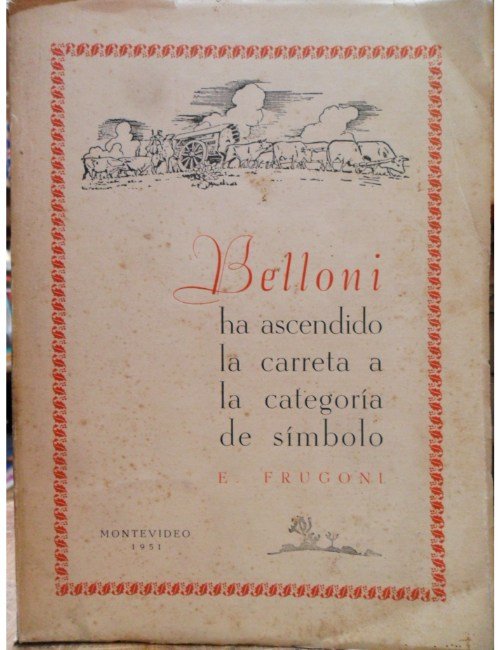 Belloni
ha ascendido
la carreta a
la categoría
de símbolo
E. FRUGONI
MONTEVIDEO
1951